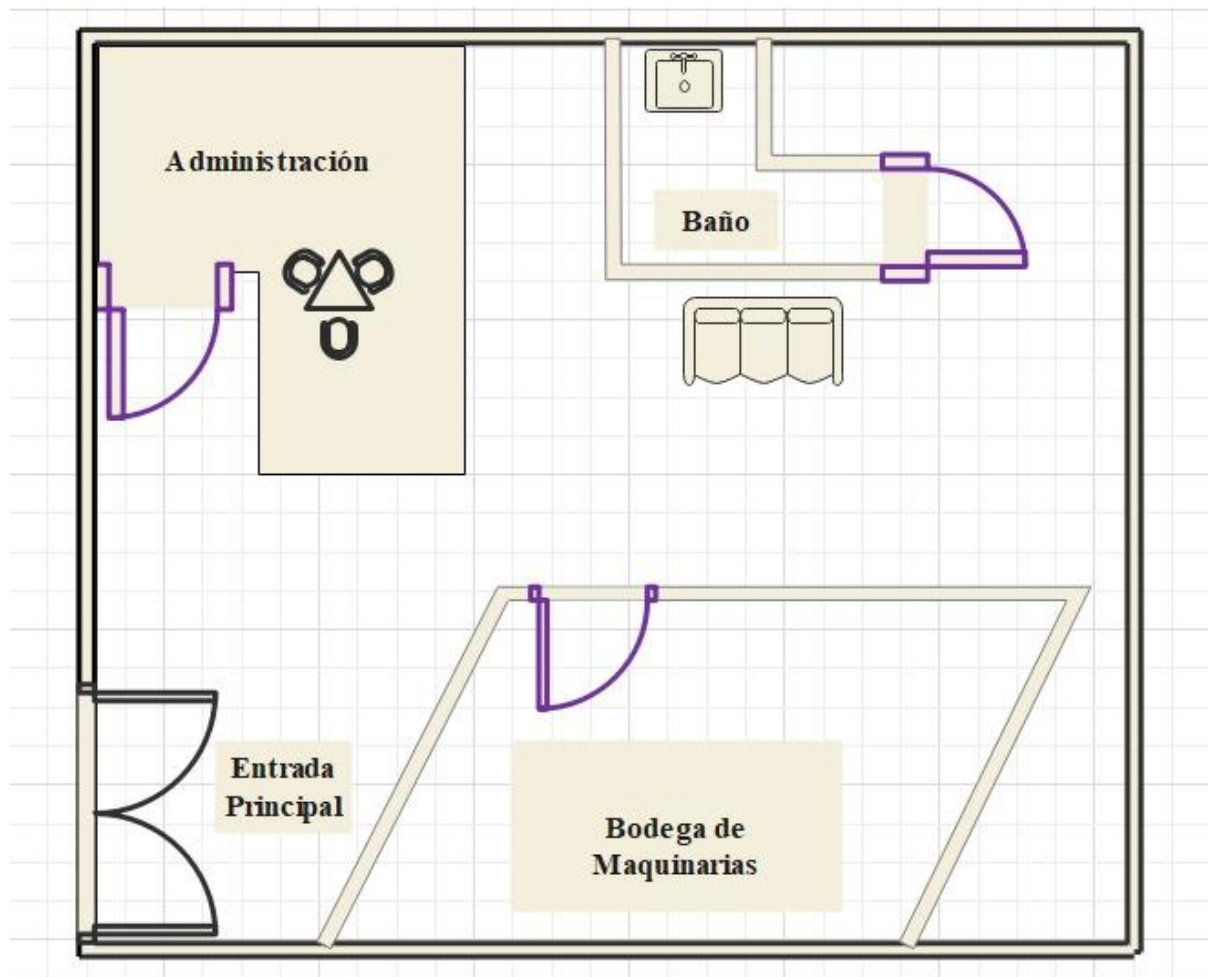 Administración
Baño
Entrada
Principal
Bodega de
Maquinarias